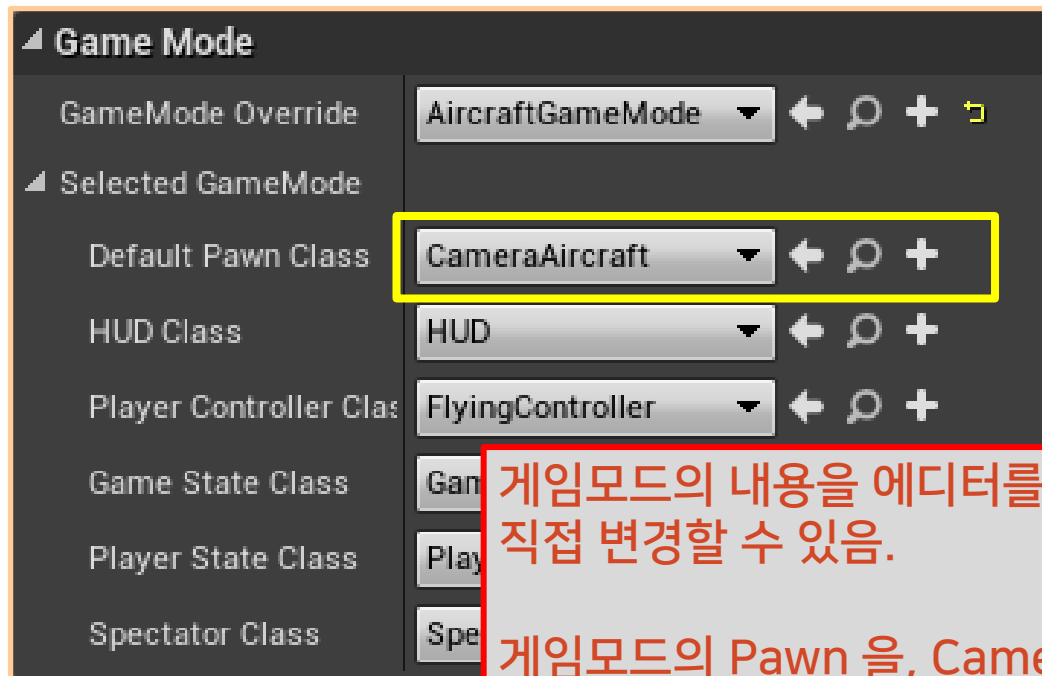 Game Mode
GameMode Override AircraftGameMode
Selected GameMode
Default Pawn Class CameraAircraft
HUD Class HUD
Player Controller Clas FlyingController
Game State Class Gam
Player State Class Play
Spectator Class Spe
게임모드의 내용을 에디터를
직접 변경할 수 있음.
게임모드의 Pawn 을, Came